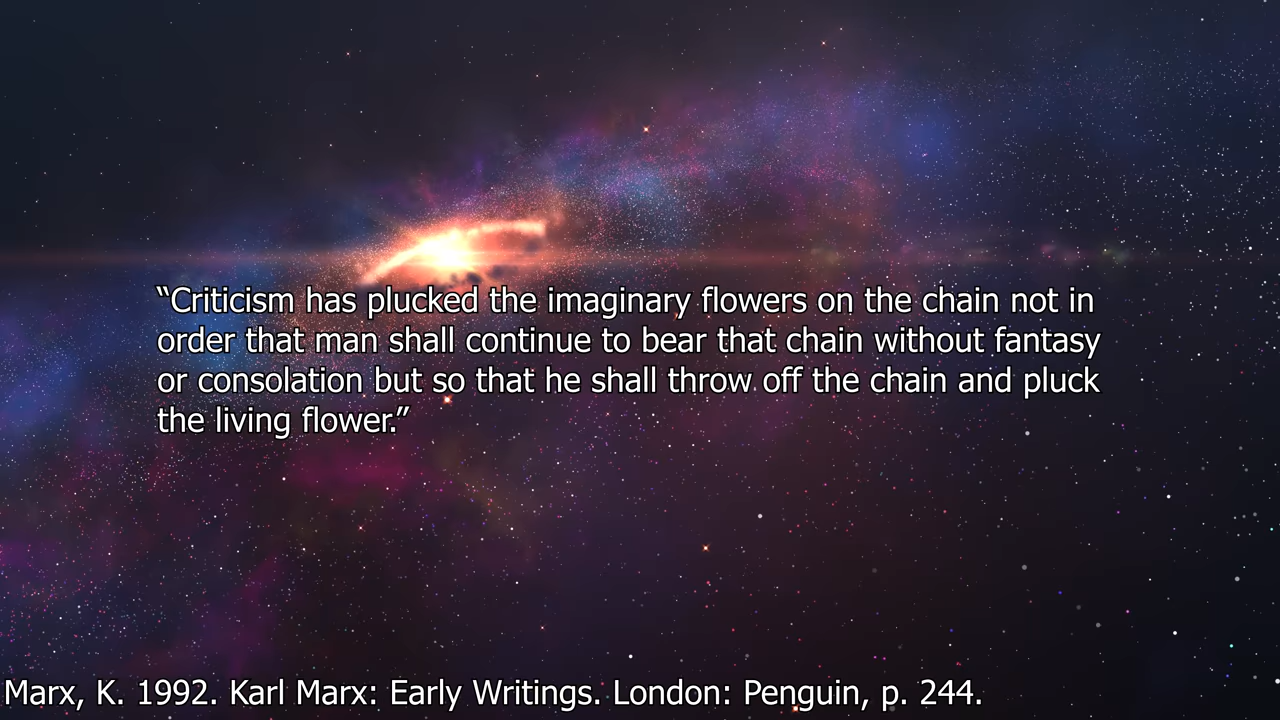 “Criticism has plucked the imaginary flowers on the chain not in
order that man shall continue to bear that chain without fantasy
or consolation but so that he shall throw off the chain and pluck
the living flower.”
Marx, K. 1992. Karl Marx: Early Writings. London: Penguin, p. 244.